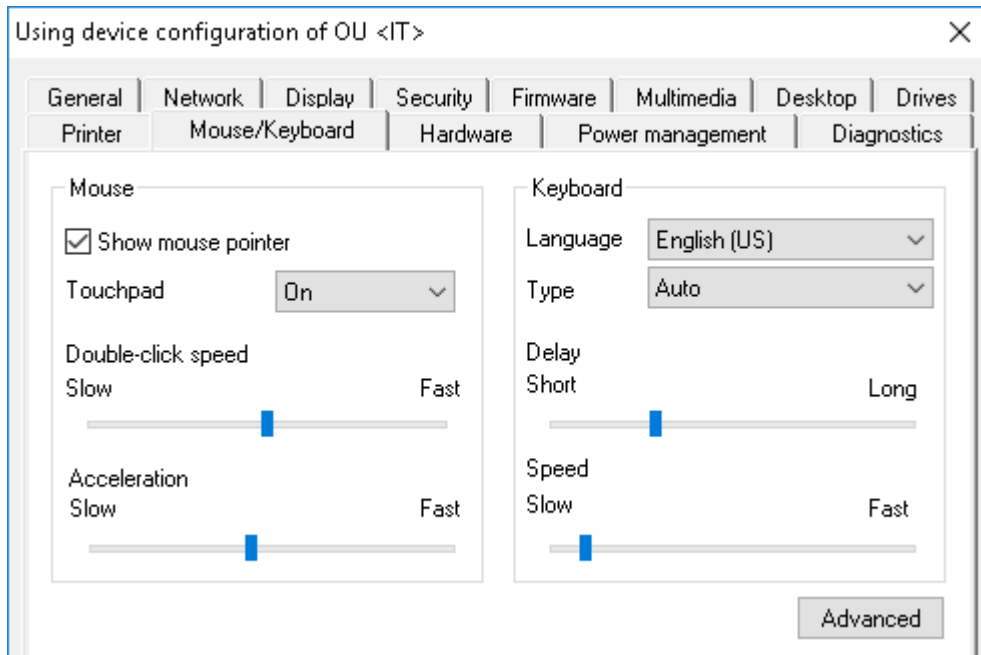 Using device configuration of OU <IT>
General Network Display Security Firmware Multimedia Desktop Drives
Printer Mouse/Keyboard Hardware Power management Diagnostics
Mouse
Show mouse pointer
Touchpad On
Double-click speed
Slow Fast
Acceleration
Slow Fast
Keyboard
Language English (US)
Type Auto
Delay
Short Long
Speed
Slow Fast
Advanced